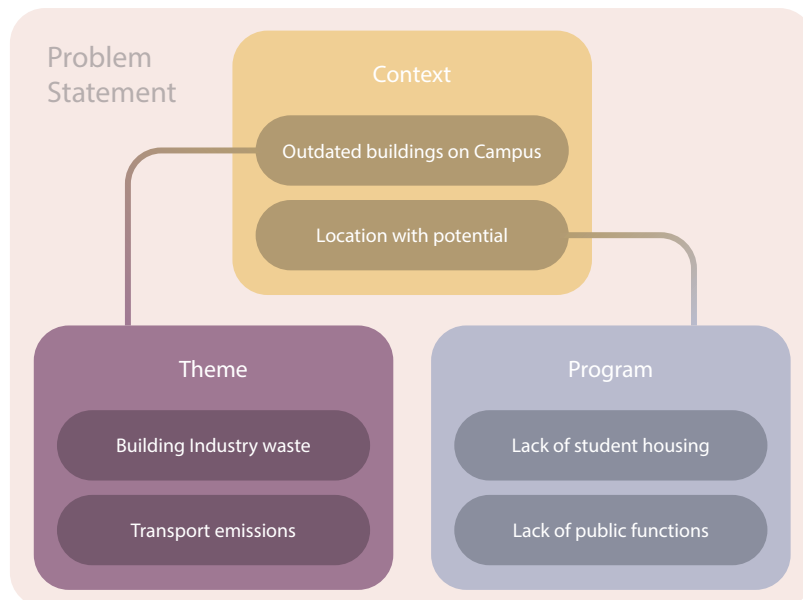 Problem
Statement
Context
Outdated buildings on Campus
Location with potential
Theme
Building Industry waste
Transport emissions
Program
Lack of student housing
Lack of public functions